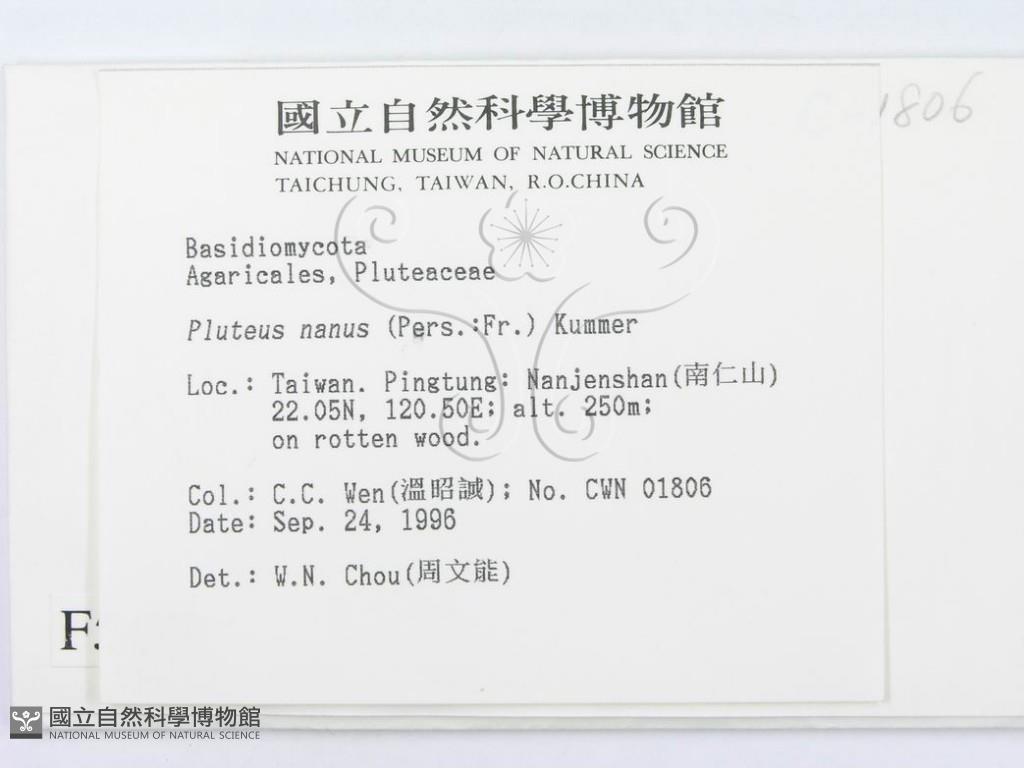 1806
國立自然科學博物館
NATIONAL MUSEUM OF NATURAL SCIENCE
TAICHUNG, TAIWAN, R.O.CHINA
Basidiomycota
Agaricales, Pluteaceae
Pluteus nanus (Pers.:Fr.) Kummer
Loc.: Taiwan. Pingtung: Nanjenshan(南仁山)
22.05N, 120.50E; alt. 250m;
on rotten wood.
Col.: C.C. Wen(溫昭誠); No. CWN 01806
Date: Sep. 24, 1996
Det.: W.N. Chou(周文能)
國立自然科學博物館
NATIONAL MUSEUM OF NATURAL SCIENCE